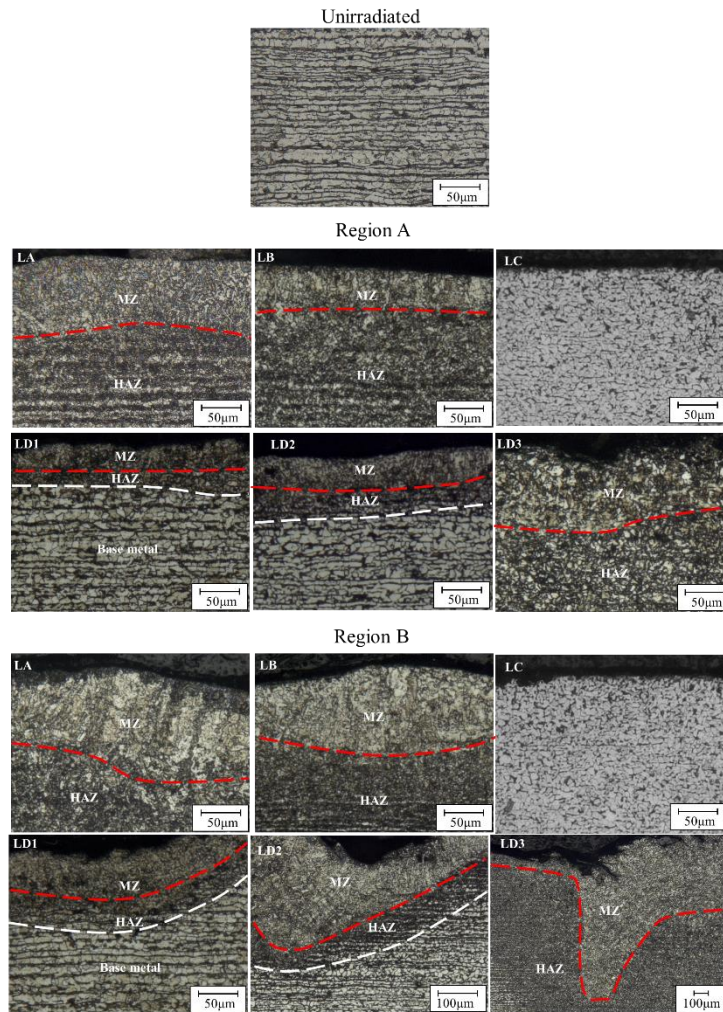 Unirradiated
50μm
Region A
LA
MZ
HAZ
50μm
LB
MZ
HAZ
50μm
LC
50μm
LD1
MZ
HAZ
Base metal
50μm
LD2
MZ
HAZ
50μm
LD3
MZ
HAZ
50μm
Region B
LA
MZ
HAZ
50μm
LB
MZ
HAZ
50μm
LC
50μm
LD1
MZ
HAZ
Base metal
50μm
LD2
MZ
HAZ
100μm
LD3
MZ
HAZ
100μm